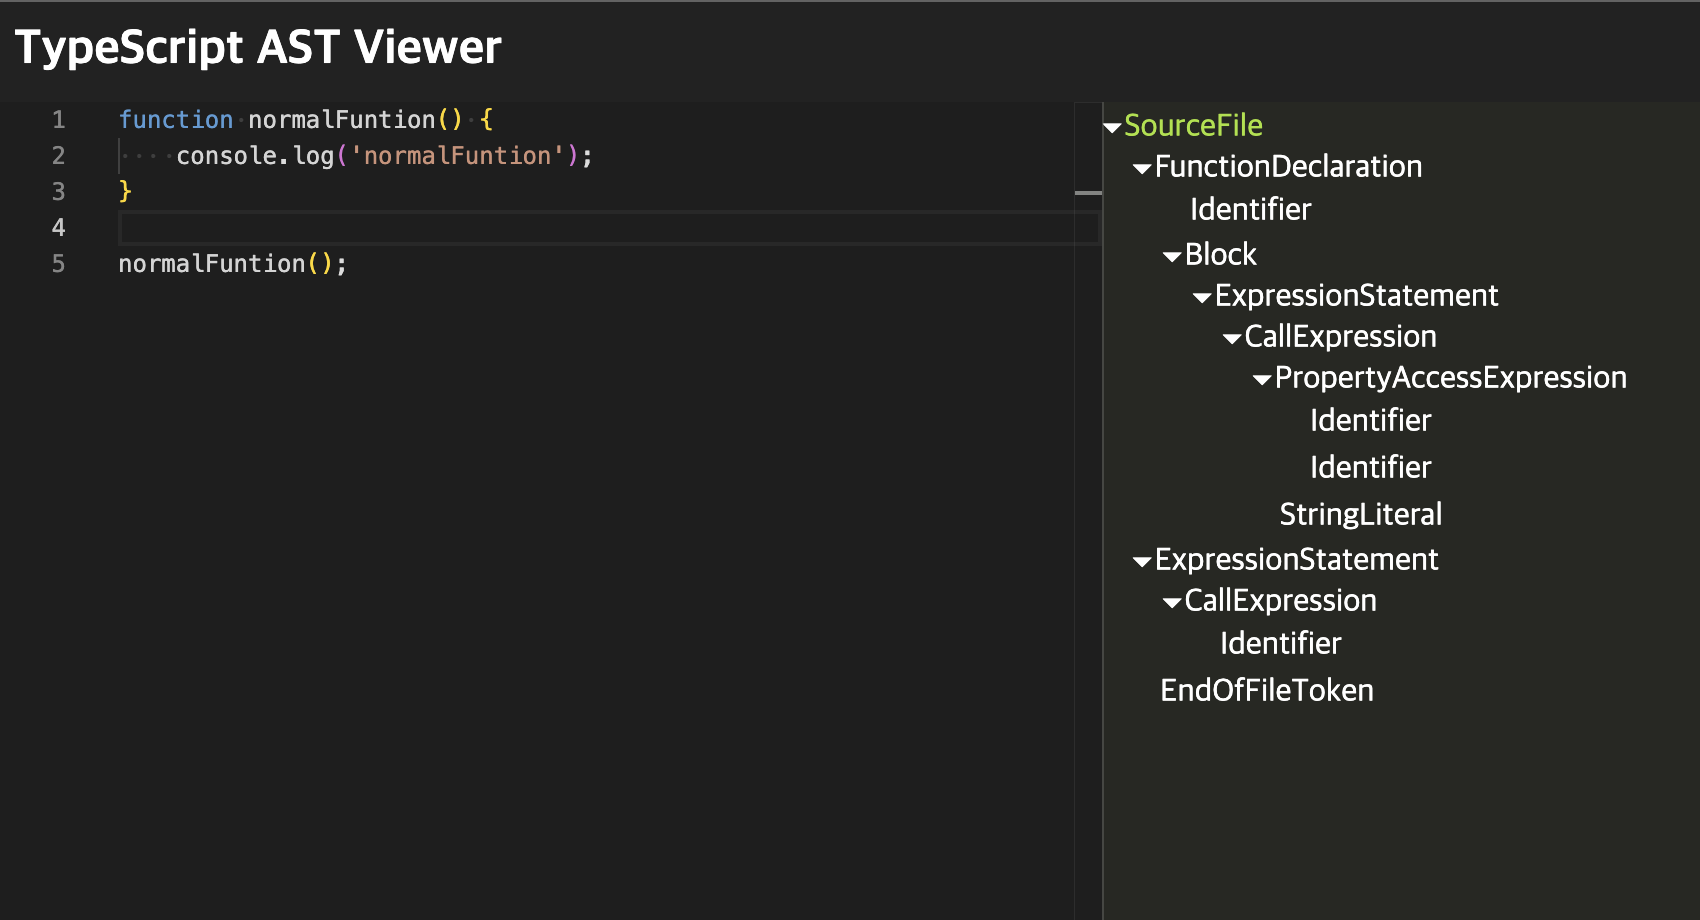 TypeScript AST Viewer
1 function normalFuntion() {
2 console.log('normalFuntion');
3 }
4
5 normalFuntion();
SourceFile
FunctionDeclaration
Identifier
Block
ExpressionStatement
CallExpression
PropertyAccessExpression
Identifier
Identifier
StringLiteral
ExpressionStatement
CallExpression
Identifier
EndOfFileToken